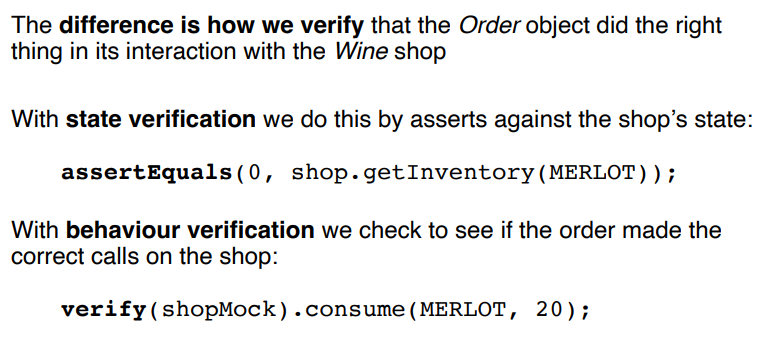 The difference is how we verify that the Order object did the right
thing in its interaction with the Wine shop
With state verification we do this by asserts against the shop's state:
assertEquals(0, shop.getInventory(MERLOT));
With behaviour verification we check to see if the order made the
correct calls on the shop:
verify(shopMock).consume(MERLOT, 20);